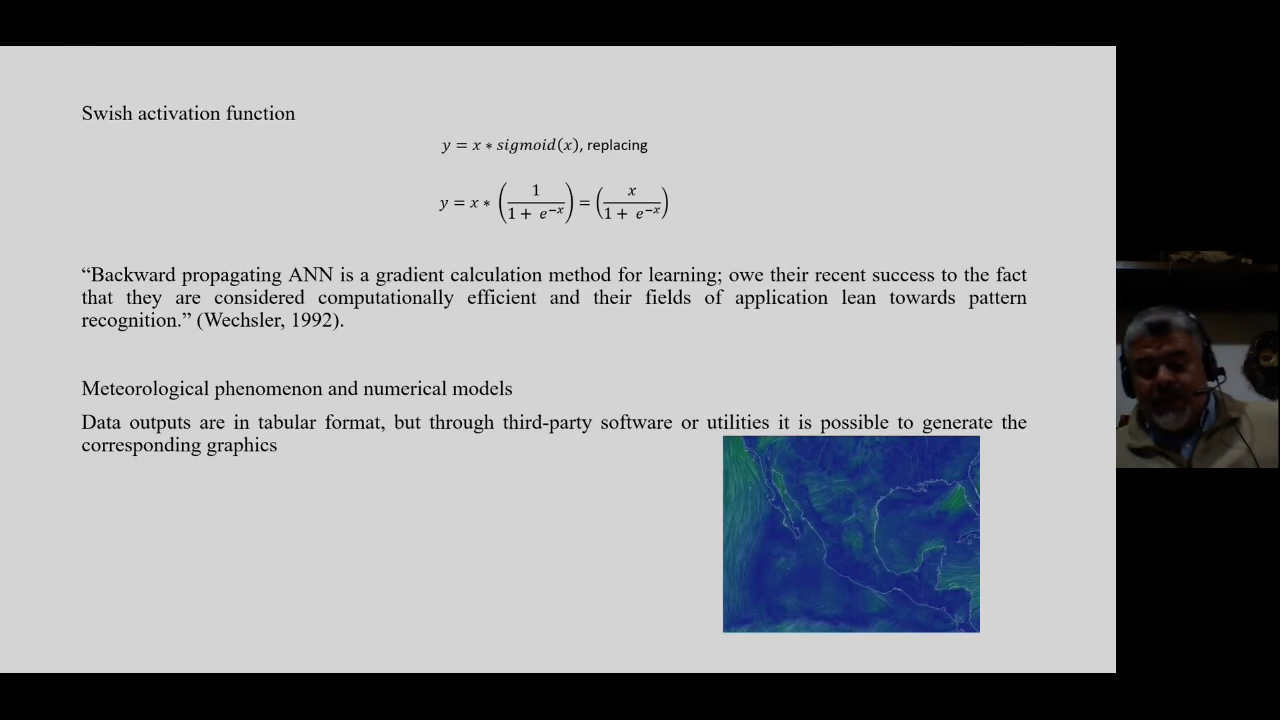 Swish activation function
y = x * sigmoid(x), replacing
y = x * (1 / (1 + e^{-x})) = (x / (1 + e^{-x}))
“Backward propagating ANN is a gradient calculation method for learning; owe their recent success to the fact
that they are considered computationally efficient and their fields of application lean towards pattern
recognition.” (Wechsler, 1992).
Meteorological phenomenon and numerical models
Data outputs are in tabular format, but through third-party software or utilities it is possible to generate the
corresponding graphics